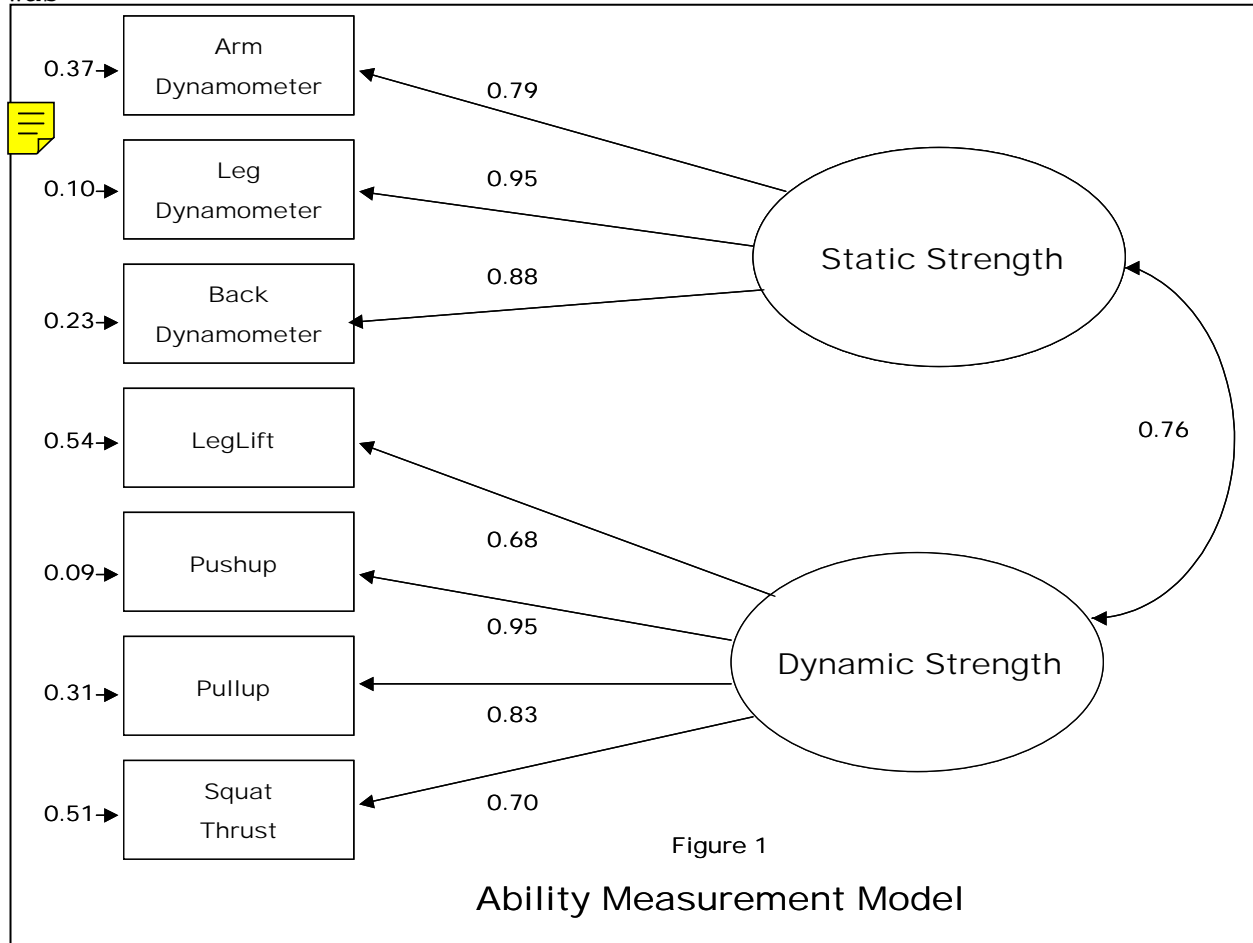 0.37
Arm
Dynamometer
0.79
0.10
Leg
Dynamometer
0.95
Static Strength
0.23
Back
Dynamometer
0.88
0.54
LegLift
0.76
0.68
0.09
Pushup
0.95
Dynamic Strength
0.31
Pullup
0.83
0.51
Squat
Thrust
0.70
Figure 1
Ability Measurement Model